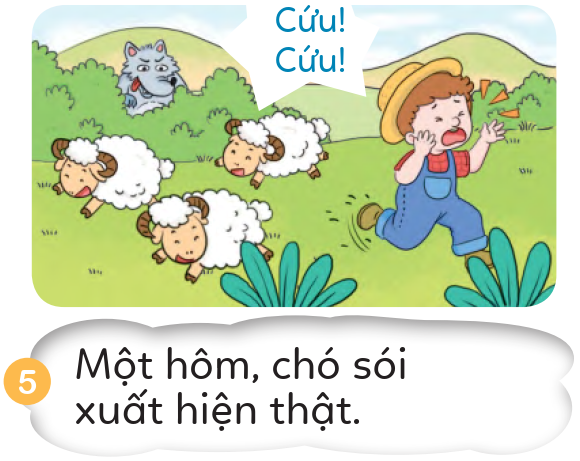 Cứu!
Cứu!
5
Một hôm, chó sói
xuất hiện thật.